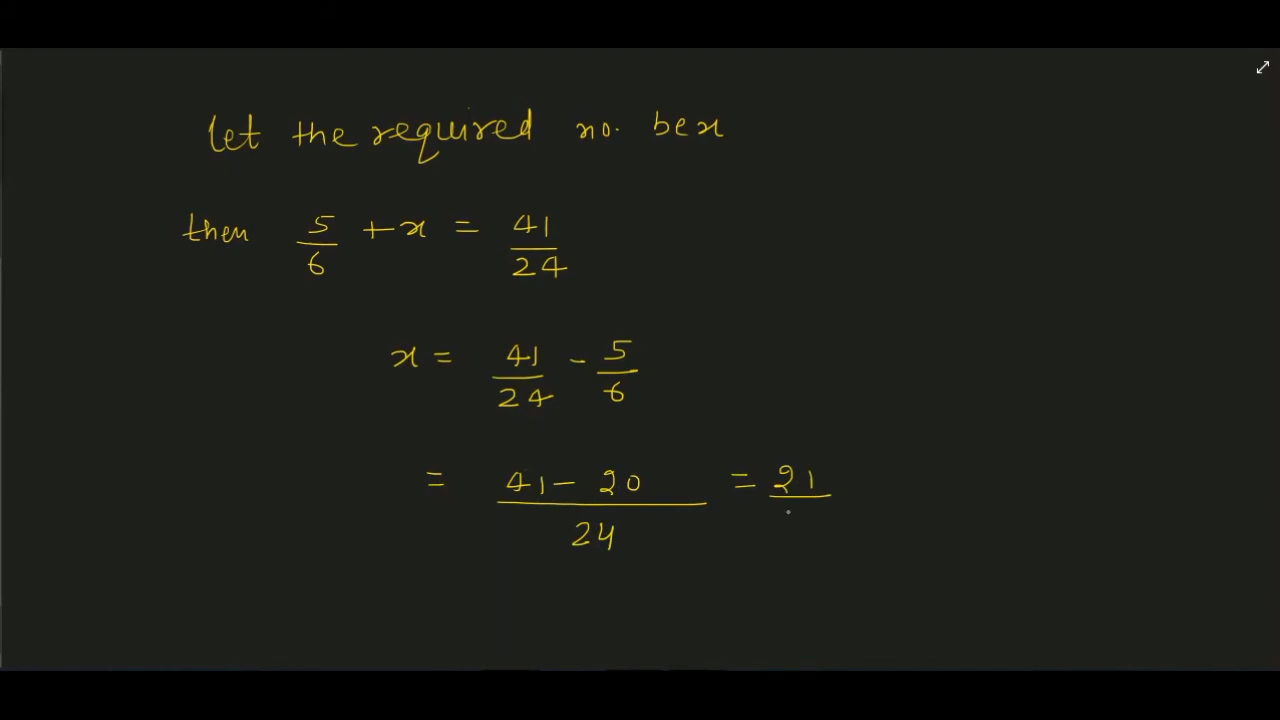 let the required no. be x
then 5/6 + x = 41/24
x = 41/24 - 5/6
= 41 - 20/24 = 21/